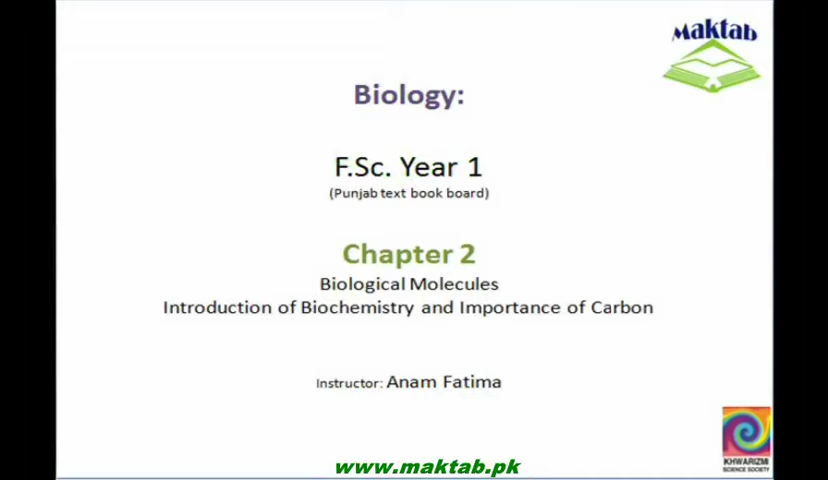 Maktab
Biology:
F.Sc. Year 1
(Punjab text book board)
Chapter 2
Biological Molecules
Introduction of Biochemistry and Importance of Carbon
Instructor: Anam Fatima
KHWARIZMI
SCIENCE SOCIETY
www.maktab.pk